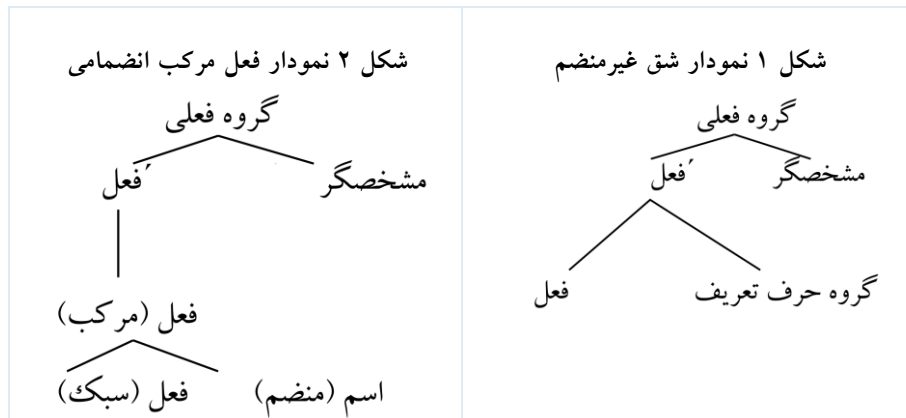 شکل ۱ نمودار شق غیرمنضم
گروه فعلی
مشخصگر
فعل´
گروه حرف تعریف
فعل
شکل ۲ نمودار فعل مرکب انضمامی
گروه فعلی
مشخصگر
فعل´
فعل (مرکب)
اسم (منضم)
فعل (سبک)